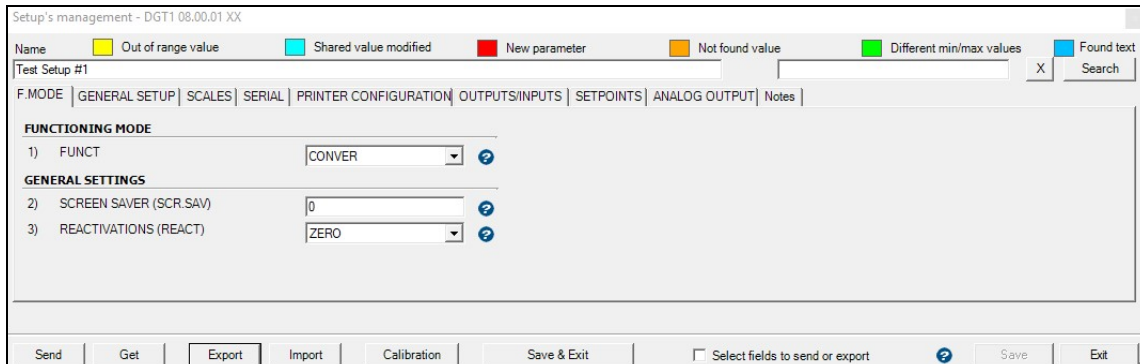 Setup's management - DGT1 08.00.01 XX
Name Out of range value Shared value modified New parameter Not found value Different min/max values Found text
Test Setup #1 X Search
F.MODE GENERAL SETUP SCALES SERIAL PRINTER CONFIGURATION OUTPUTS/INPUTS SETPOINTS ANALOG OUTPUT Notes
FUNCTIONING MODE
1) FUNCT CONVER ?
GENERAL SETTINGS
2) SCREEN SAVER (SCR.SAV) 0 ?
3) REACTIVATIONS (REACT) ZERO ?
Send Get Export Import Calibration Save & Exit Select fields to send or export ? Save Exit